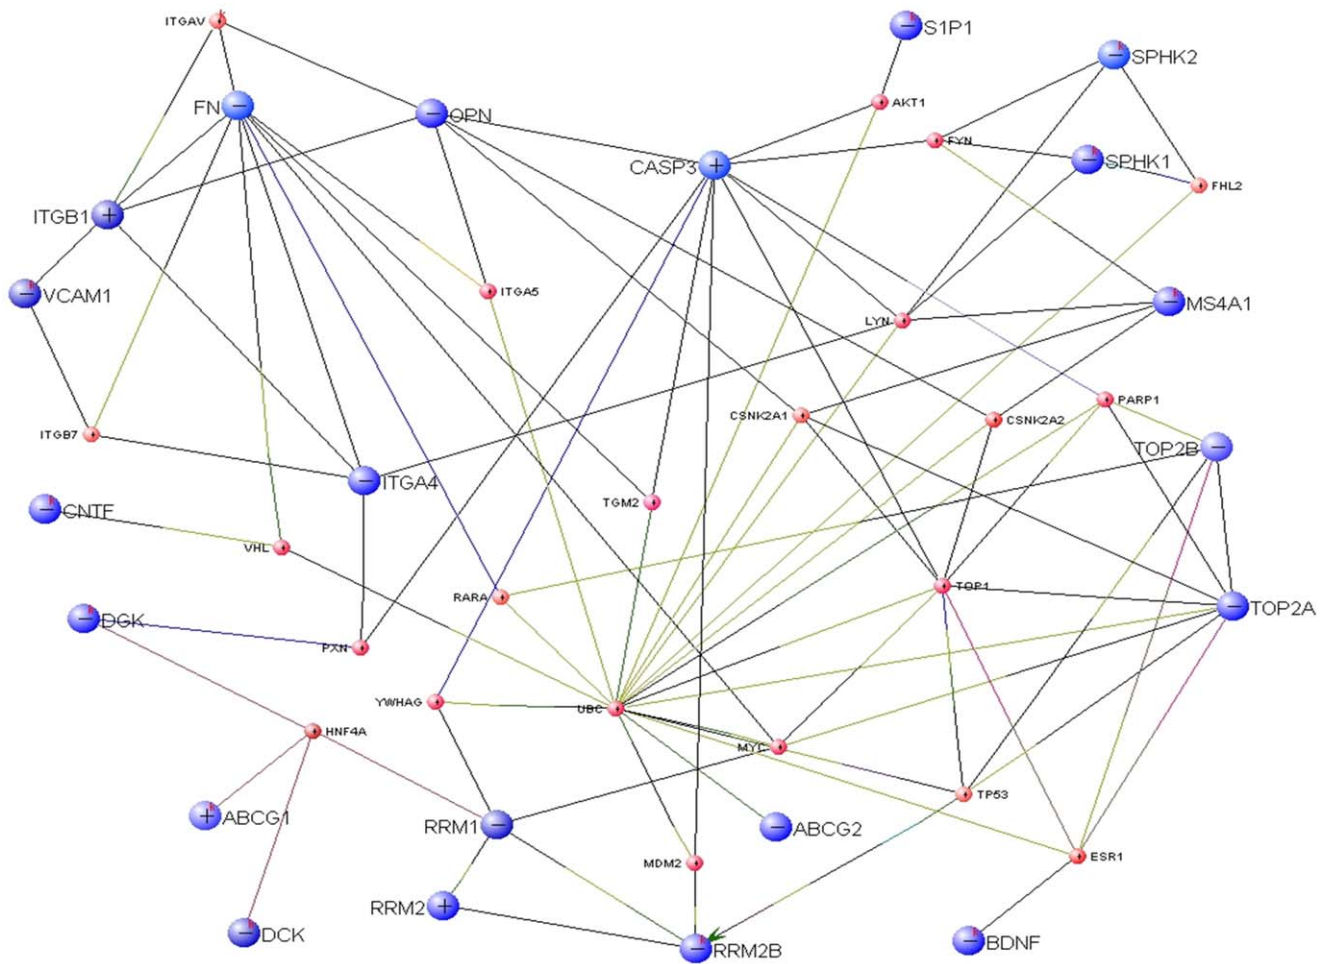 ITGAV
S1P1
SPHK2
FN
OPN
AKT1
FYN
CASP3
SPHK1
FHL2
ITGB1
VCAM1
ITGA5
MS4A1
LYN
PARP1
CSNK2A1
CSNK2A2
ITGB7
TOP2B
ITGA4
TGM2
CNTF
VHL
TOP1
RARA
TOP2A
DGK
PXN
YWHAG
UBC
HNF4A
MYC
TP53
ABCG1
RRM1
ABCG2
MDM2
ESR1
RRM2
DCK
RRM2B
BDNF